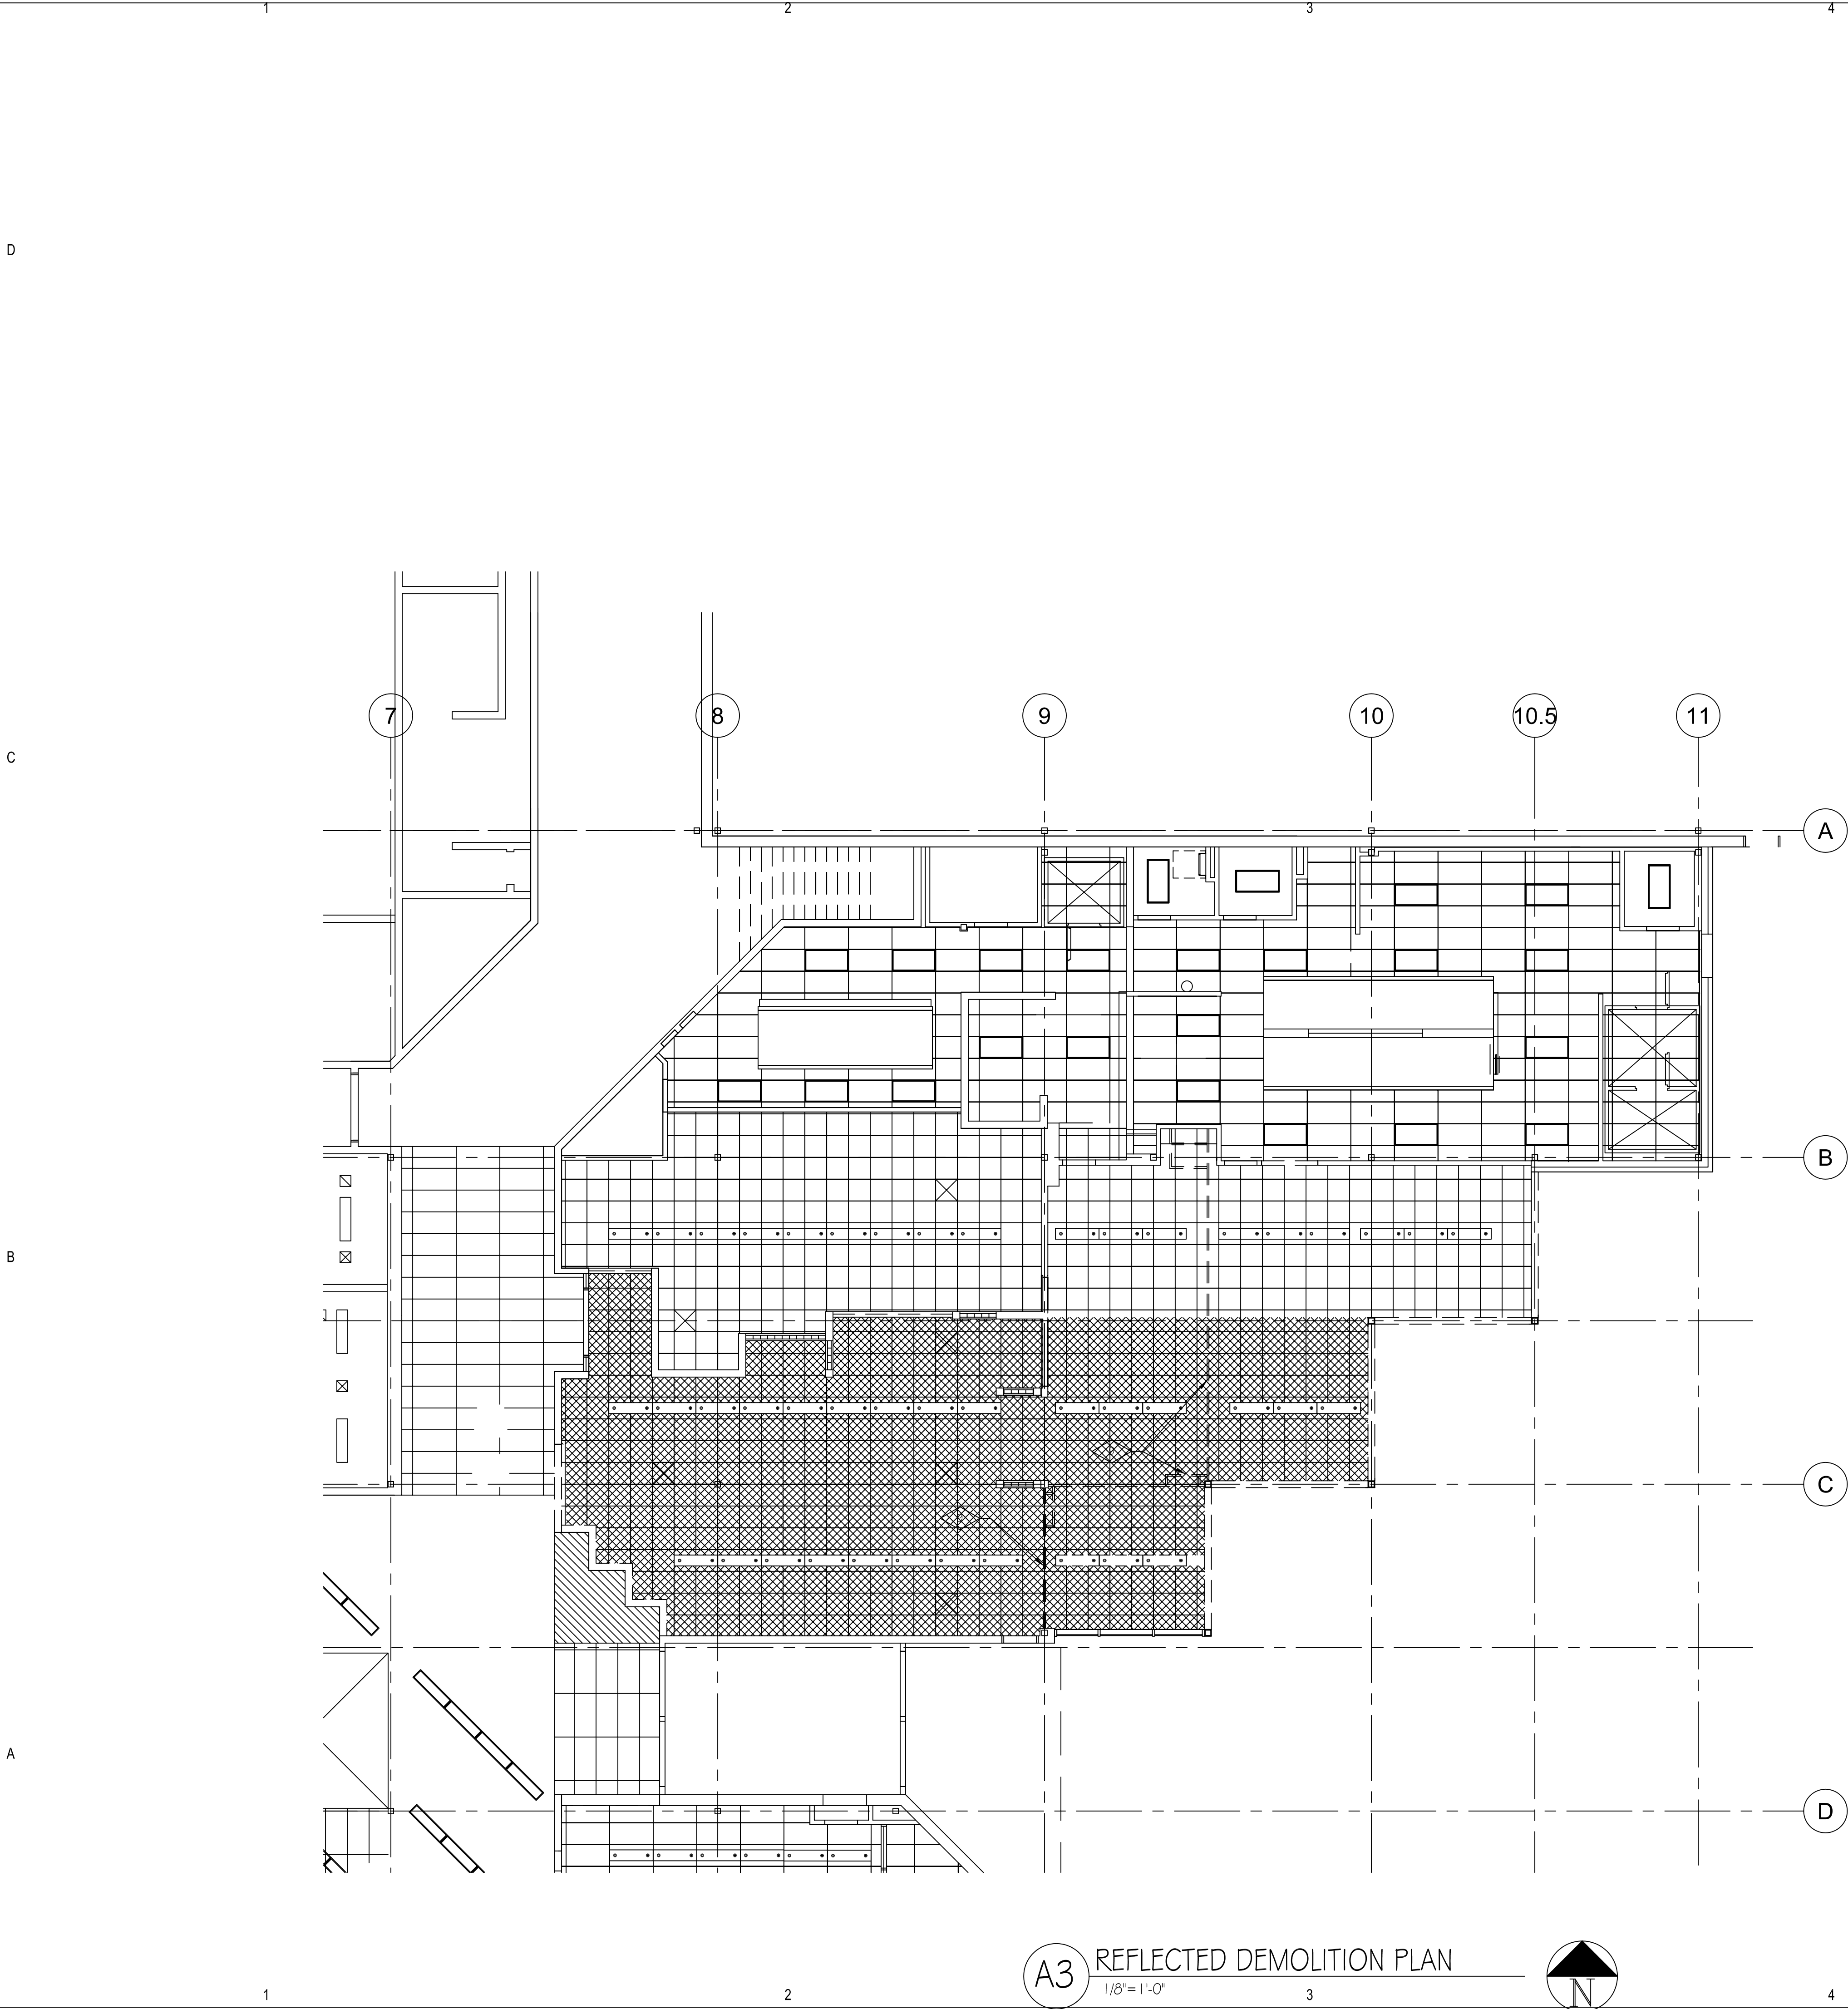 1 2 3 4
D
C
7 8 9 10 10.5 11
A
B
B
C
A
D
A3 REFLECTED DEMOLITION PLAN
1/8"=1'-0"
N
1 2 3 4